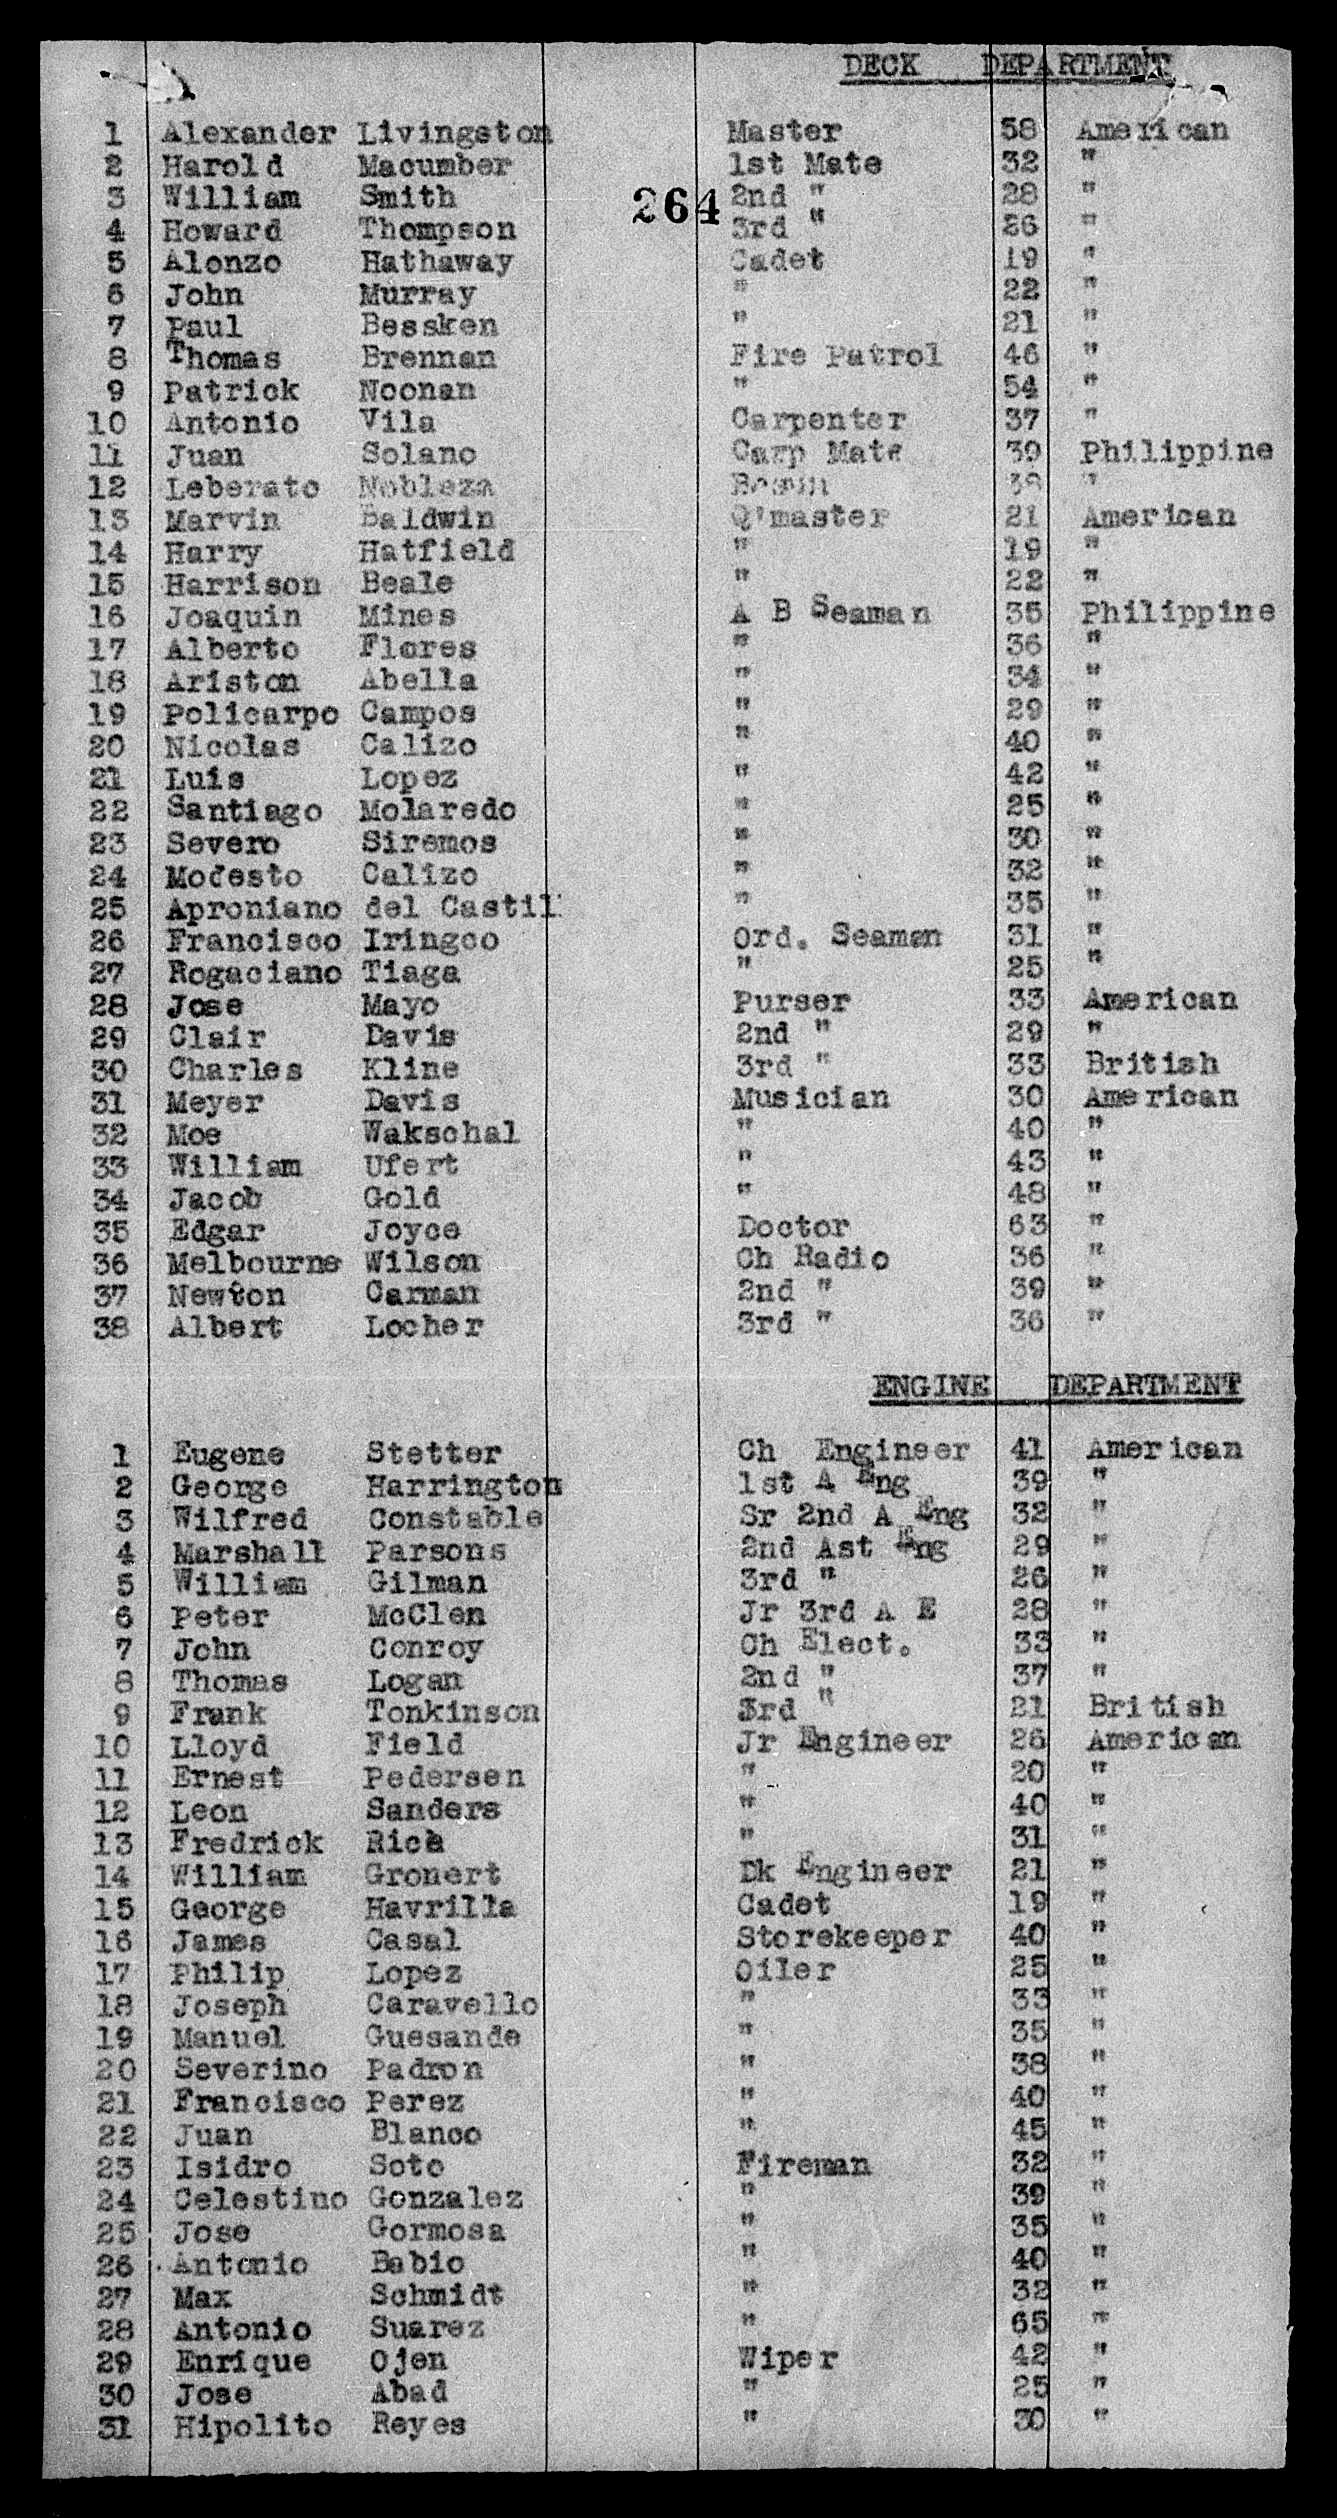 DECK DEPARTMENT
1 Alexander Livingston Master 58 American
2 Harold Macumber 1st Mate 32 "
3 William Smith 2nd " 28 "
264
4 Howard Thompson 3rd " 26 "
5 Alonzo Hathaway Cadet 19 "
6 John Murray " 22 "
7 Paul Bessken " 21 "
8 Thomas Brennan Fire Patrol 46 "
9 Patrick Noonan " 54 "
10 Antonio Vila Carpenter 37 "
11 Juan Solano Carp Mate 39 Philippine
12 Leberato Nobleza 38 "
13 Marvin Baldwin Q'master 21 American
14 Harry Hatfield " 19 "
15 Harrison Beale " 22 "
16 Joaquin Mines A B Seaman 35 Philippine
17 Alberto Flores " 36 "
18 Ariston Abella " 34 "
19 Policarpo Campos " 29 "
20 Nicolas Calizo " 40 "
21 Luis Lopez " 42 "
22 Santiago Molaredo " 25 "
23 Severo Siremos " 30 "
24 Modesto Calizo " 32 "
25 Aproniano del Castil " 35 "
26 Francisco Iringco Ord. Seaman 31 "
27 Rogaciano Tiaga " 25 "
28 Jose Mayo Purser 33 American
29 Clair Davis 2nd " 29 "
30 Charles Kline 3rd " 33 British
31 Meyer Davis Musician 30 American
32 Moe Wakschal " 40 "
33 William Ufert " 43 "
34 Jacob Gold " 48 "
35 Edgar Joyce Doctor 63 "
36 Melbourne Wilson Ch Radio 36 "
37 Newton Carman 2nd " 39 "
38 Albert Locher 3rd " 36 "
ENGINE DEPARTMENT
1 Eugene Stetter Ch Engineer 41 American
2 George Harrington 1st A Eng 39 "
3 Wilfred Constable Sr 2nd A Eng 32 "
4 Marshall Parsons 2nd Ast Eng 29 "
5 William Gilman 3rd " 26 "
6 Peter McClen Jr 3rd A E 28 "
7 John Conroy Ch Elect. 33 "
8 Thomas Logan 2nd " 37 "
9 Frank Tonkinson 3rd " 21 British
10 Lloyd Field Jr Engineer 26 American
11 Ernest Pedersen " 20 "
12 Leon Sanders " 40 "
13 Fredrick Rice " 31 "
14 William Gronert Dk Engineer 21 "
15 George Havrilla Cadet 19 "
16 James Casal Storekeeper 40 "
17 Philip Lopez Oiler 25 "
18 Joseph Caravello " 33 "
19 Manuel Guesande " 35 "
20 Severino Padron " 38 "
21 Francisco Perez " 40 "
22 Juan Blanco " 45 "
23 Isidro Soto Fireman 32 "
24 Celestino Gonzalez " 39 "
25 Jose Gormosa " 35 "
26 Antonio Babio " 40 "
27 Max Schmidt " 32 "
28 Antonio Suarez " 65 "
29 Enrique Ojen Wiper 42 "
30 Jose Abad " 25 "
31 Hipolito Reyes " 30 "